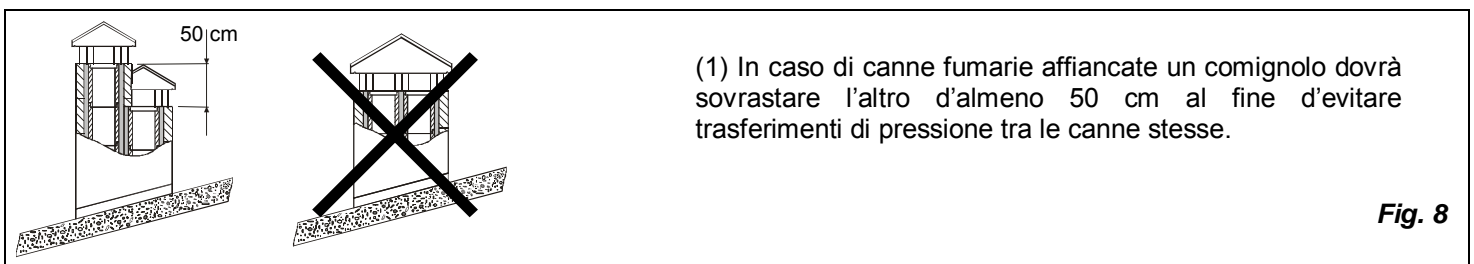 50 cm
(1) In caso di canne fumarie affiancate un comignolo dovrà
sovrastare l'altro d'almeno 50 cm al fine d'evitare
trasferimenti di pressione tra le canne stesse.
Fig. 8